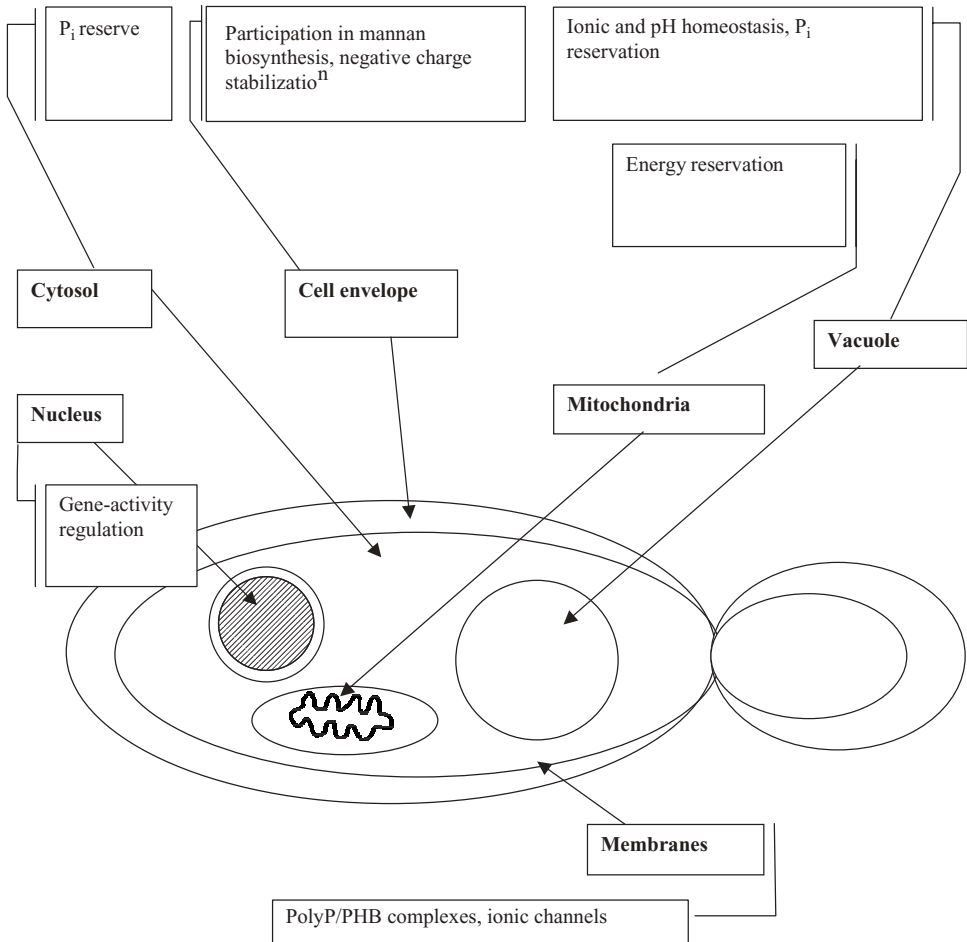 Pi reserve
Participation in mannan
biosynthesis, negative charge
stabilization
Ionic and pH homeostasis, Pi
reservation
Energy reservation
Cytosol
Cell envelope
Vacuole
Nucleus
Mitochondria
Gene-activity
regulation
Membranes
PolyP/PHB complexes, ionic channels